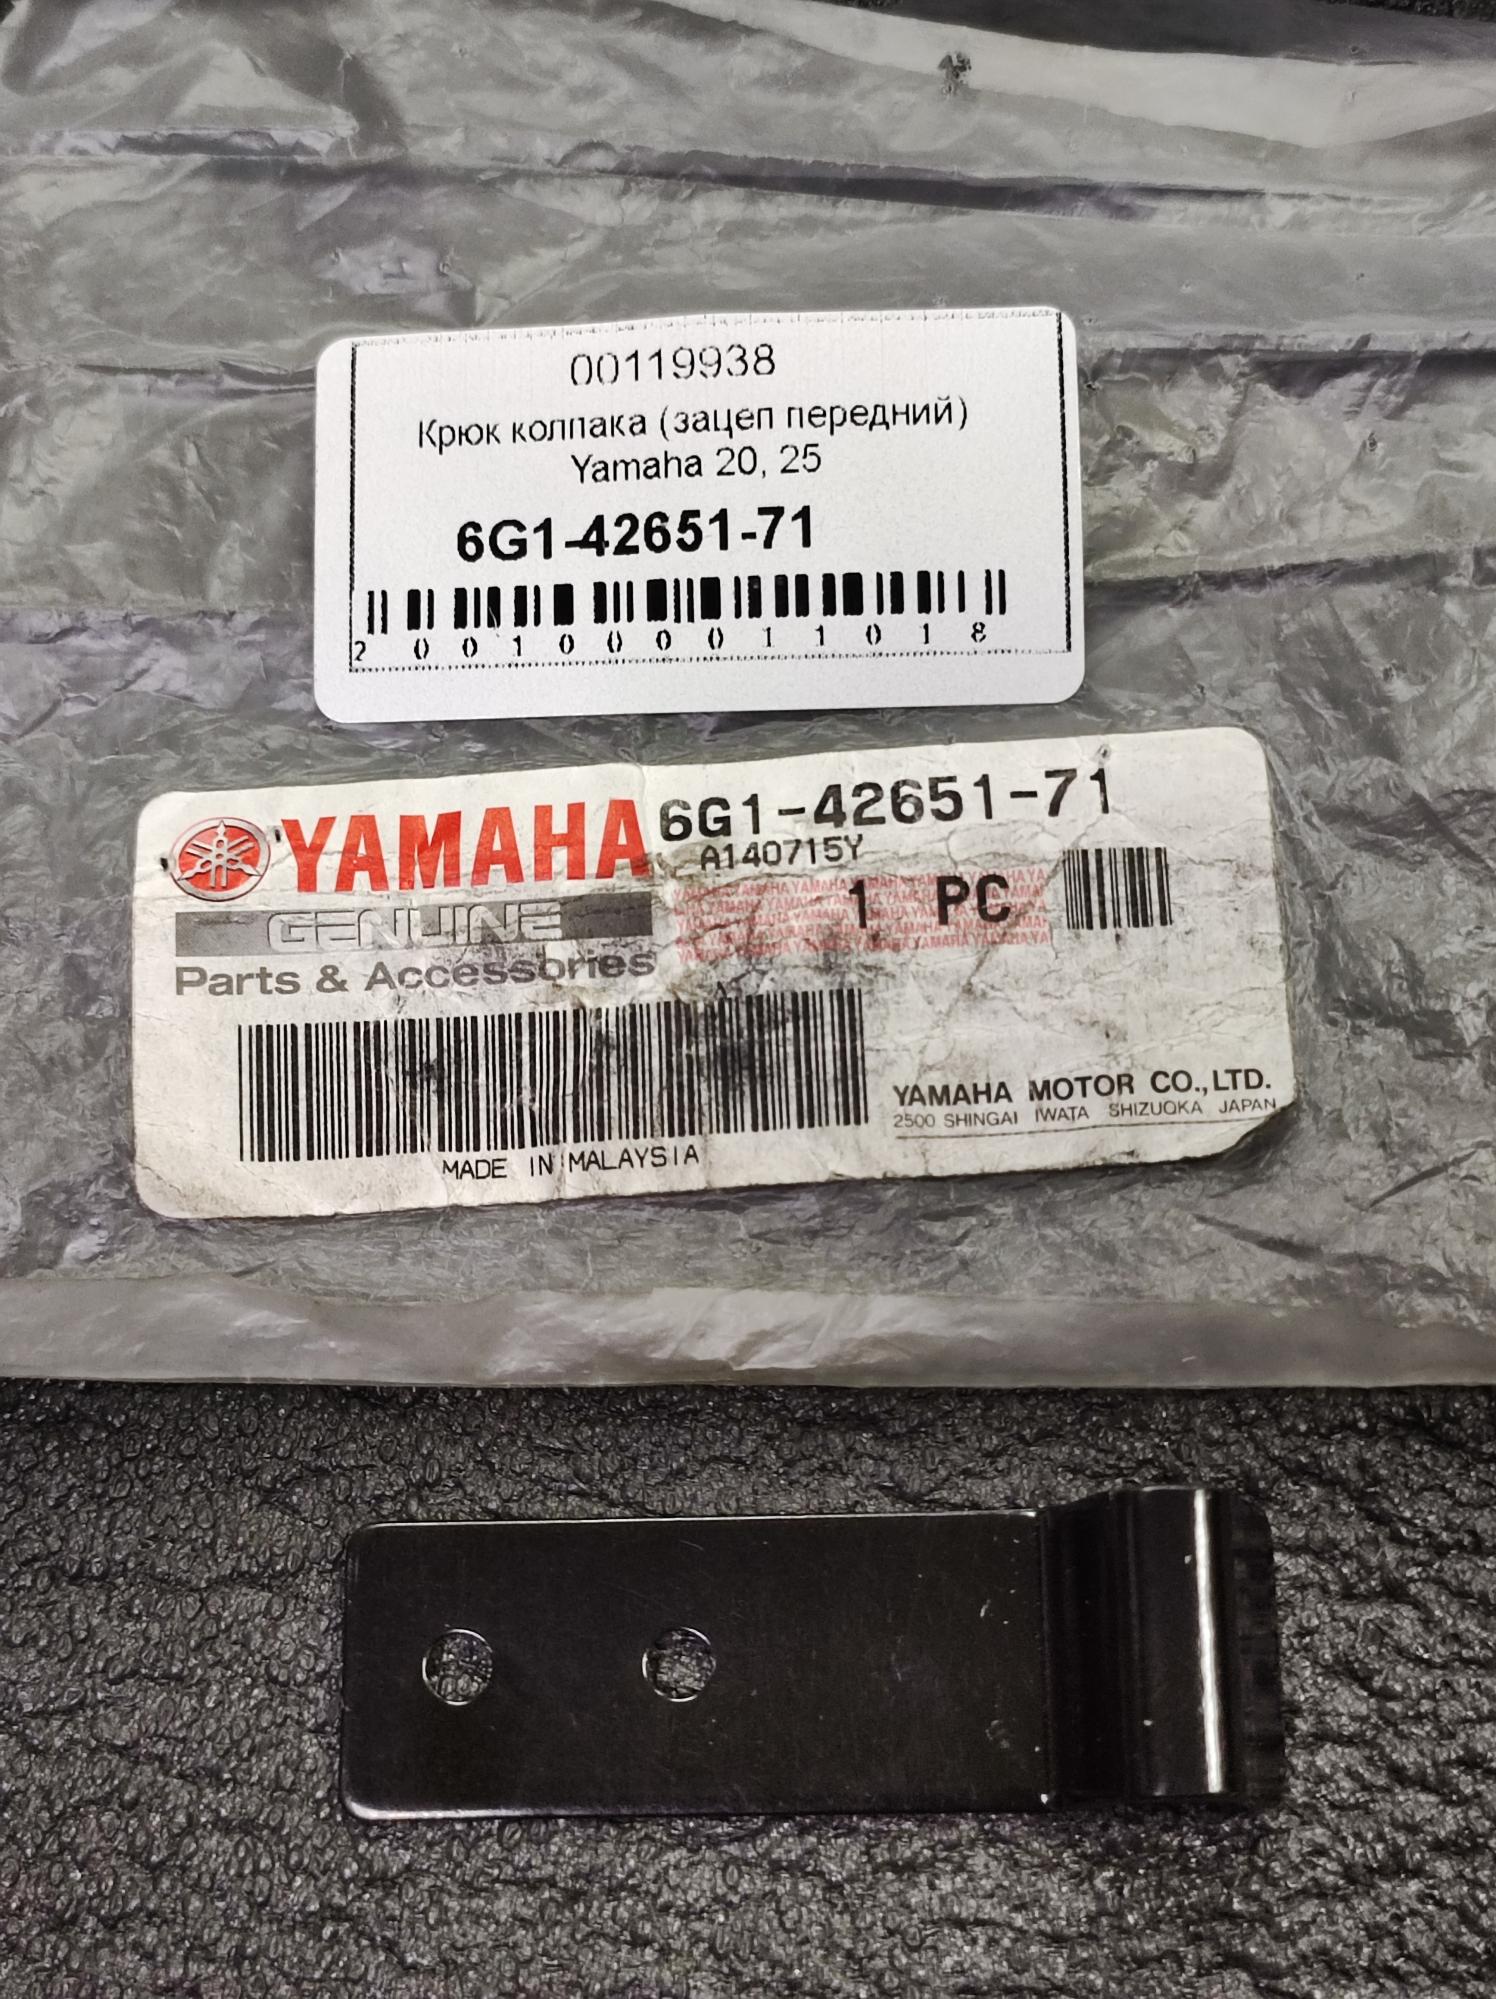 00119938
Крюк колпака (зацеп передний)
Yamaha 20, 25
6G1-42651-71
2001000011018
YAMAHA 6G1-42651-71
A140715Y
GENUINE
1 PC
Parts & Accessories
MADE IN MALAYSIA
YAMAHA MOTOR CO., LTD.
2500 SHINGAI IWATA SHIZUOKA JAPAN